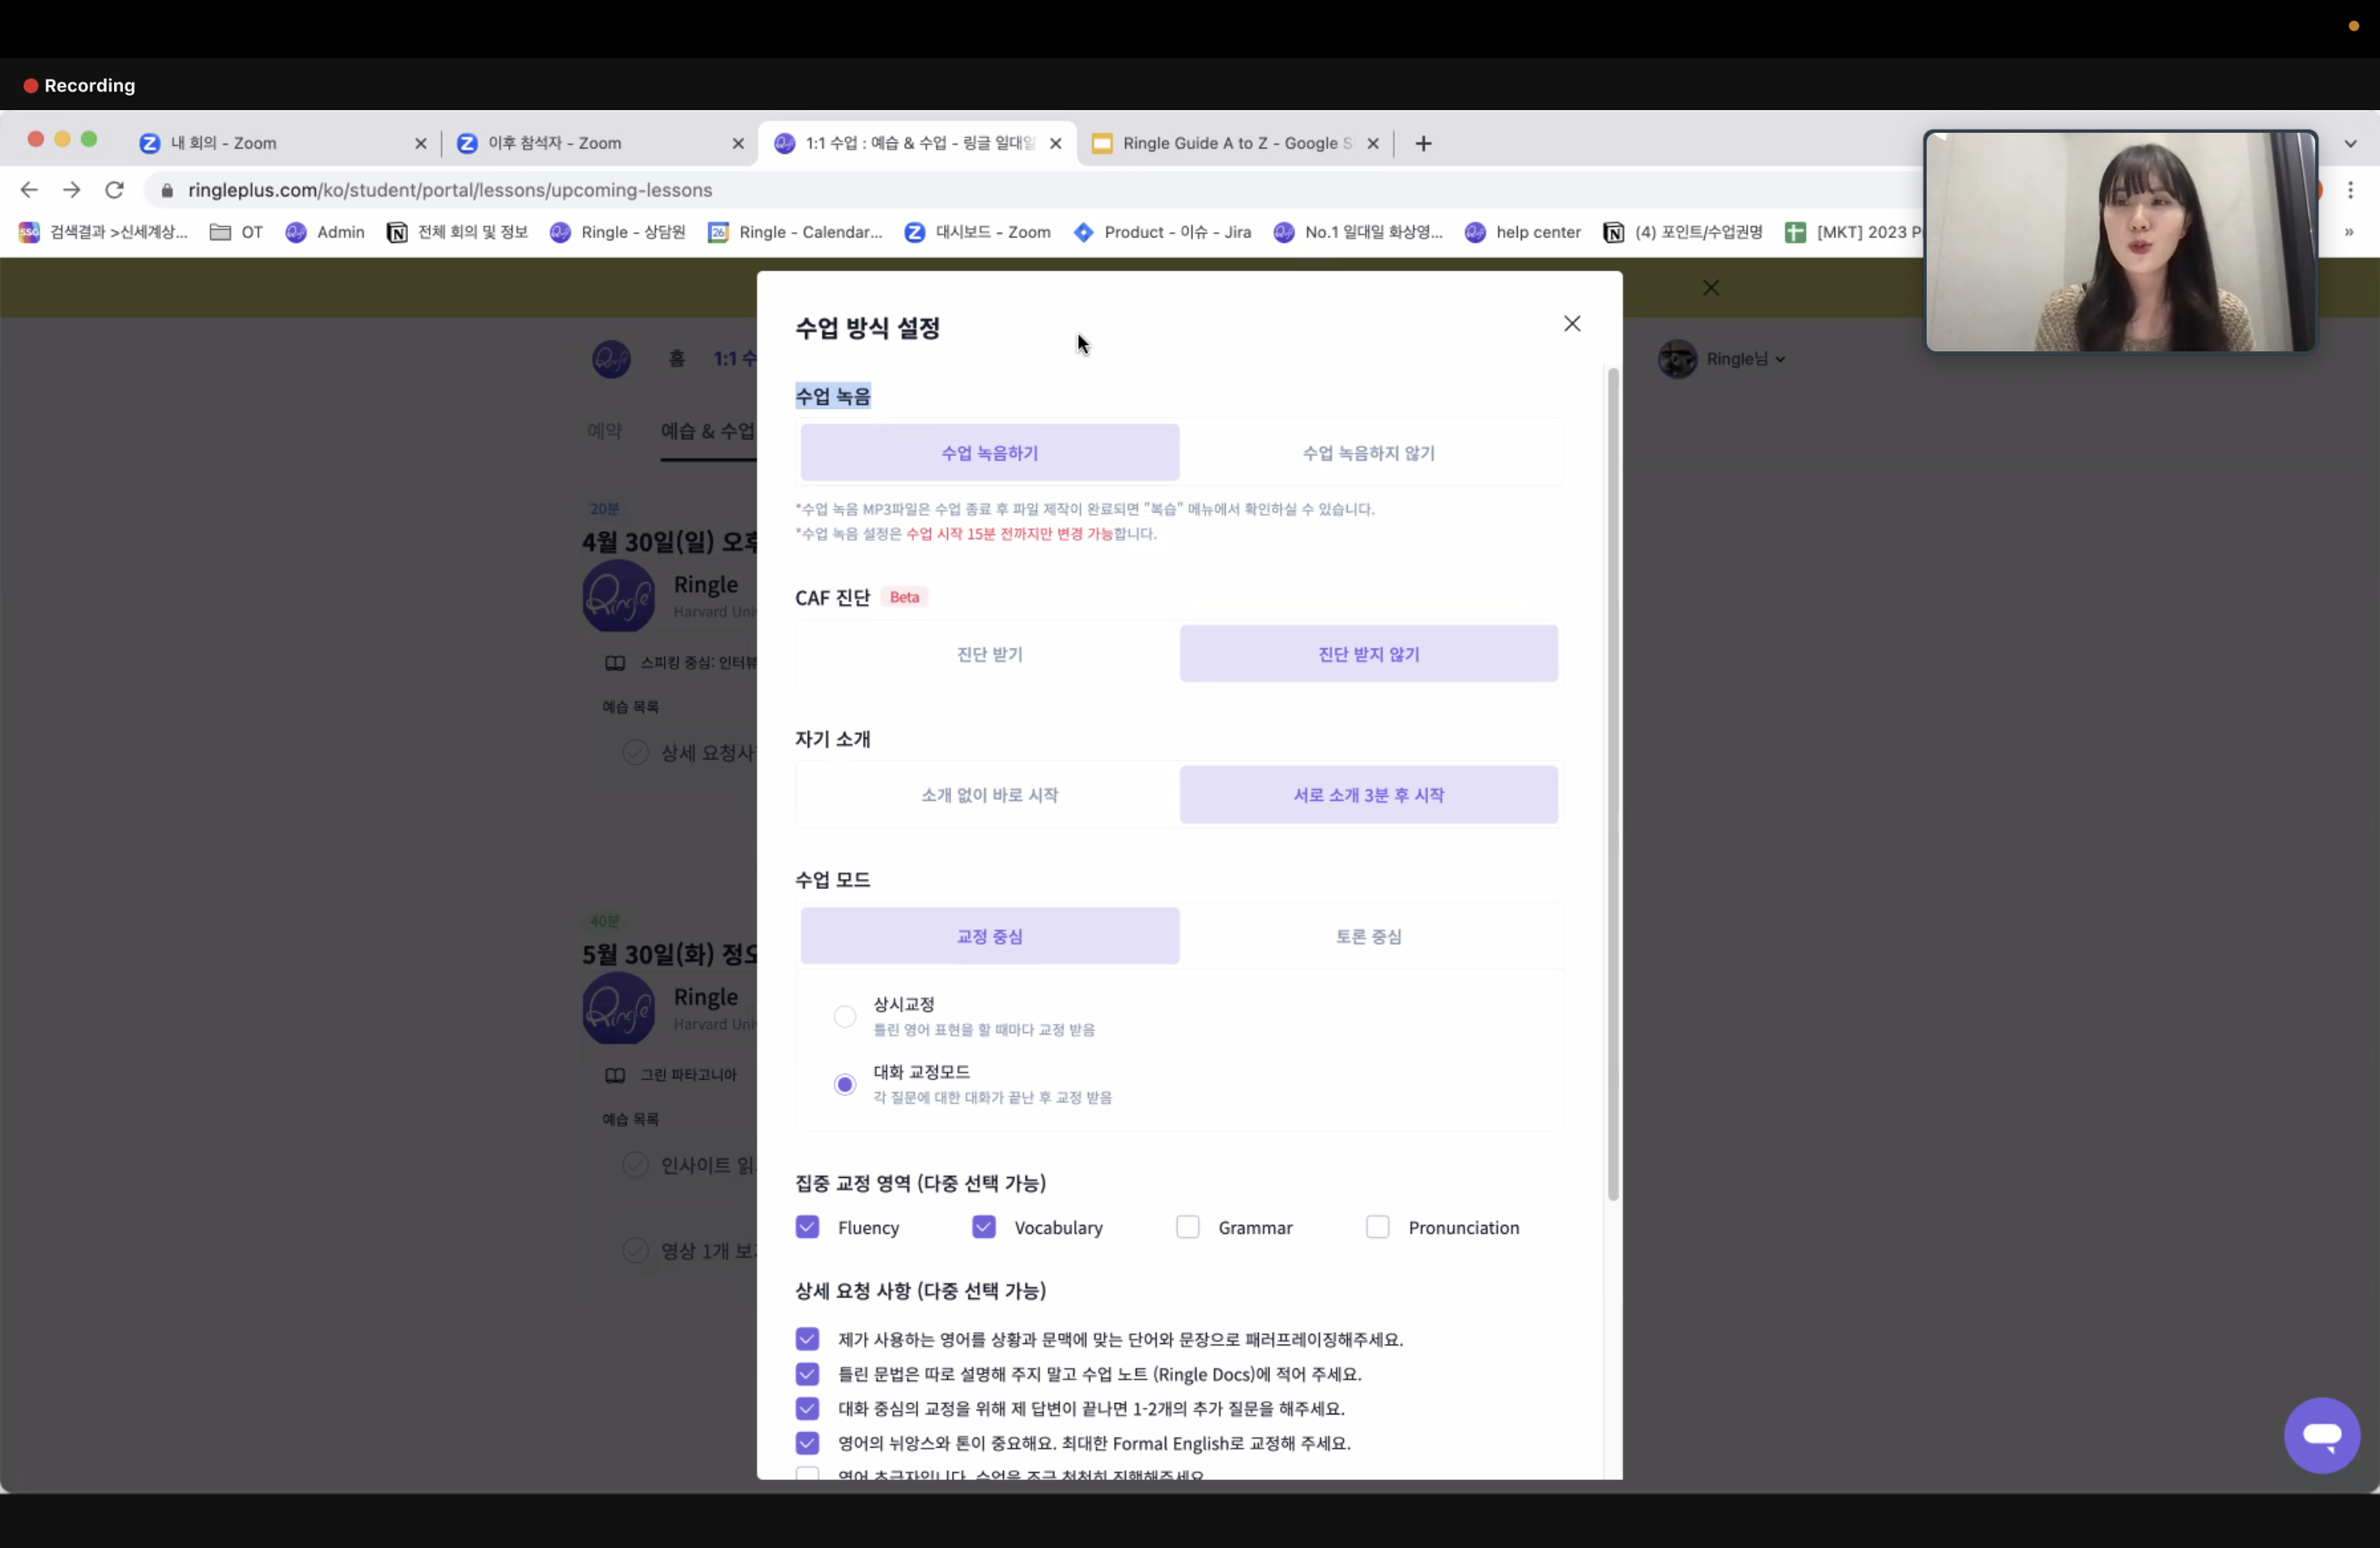 Recording
내 회의 - Zoom
이후 참석자 - Zoom
1:1 수업 : 예습 & 수업 - 링글 일대일
Ringle Guide A to Z - Google S
ringleplus.com/ko/student/portal/lessons/upcoming-lessons
검색결과 >신세계상...
OT
Admin
전체 회의 및 정보
Ringle - 상담원
Ringle - Calendar...
대시보드 - Zoom
Product - 이슈 - Jira
No.1 일대일 화상영...
help center
(4) 포인트/수업권명
[MKT] 2023 P
홈
1:1 수
Ringle님
예약
예습 & 수업
20분
4월 30일(일) 오후
Ringle
Harvard Uni
스피킹 중심: 인터뷰
예습 목록
상세 요청사
40분
5월 30일(화) 정오
Ringle
Harvard Uni
그린 파타고니아
예습 목록
인사이트 읽
영상 1개 보
수업 방식 설정
수업 녹음
수업 녹음하기
수업 녹음하지 않기
*수업 녹음 MP3파일은 수업 종료 후 파일 제작이 완료되면 "복습" 메뉴에서 확인하실 수 있습니다.
*수업 녹음 설정은 수업 시작 15분 전까지만 변경 가능합니다.
CAF 진단 Beta
진단 받기
진단 받지 않기
자기 소개
소개 없이 바로 시작
서로 소개 3분 후 시작
수업 모드
교정 중심
토론 중심
상시교정
틀린 영어 표현을 할 때마다 교정 받음
대화 교정모드
각 질문에 대한 대화가 끝난 후 교정 받음
집중 교정 영역 (다중 선택 가능)
Fluency
Vocabulary
Grammar
Pronunciation
상세 요청 사항 (다중 선택 가능)
제가 사용하는 영어를 상황과 문맥에 맞는 단어와 문장으로 패러프레이징해주세요.
틀린 문법은 따로 설명해 주지 말고 수업 노트 (Ringle Docs)에 적어 주세요.
대화 중심의 교정을 위해 제 답변이 끝나면 1-2개의 추가 질문을 해주세요.
영어의 뉘앙스와 톤이 중요해요. 최대한 Formal English로 교정해 주세요.
영어 초급자입니다. 수업을 조금 천천히 진행해주세요.